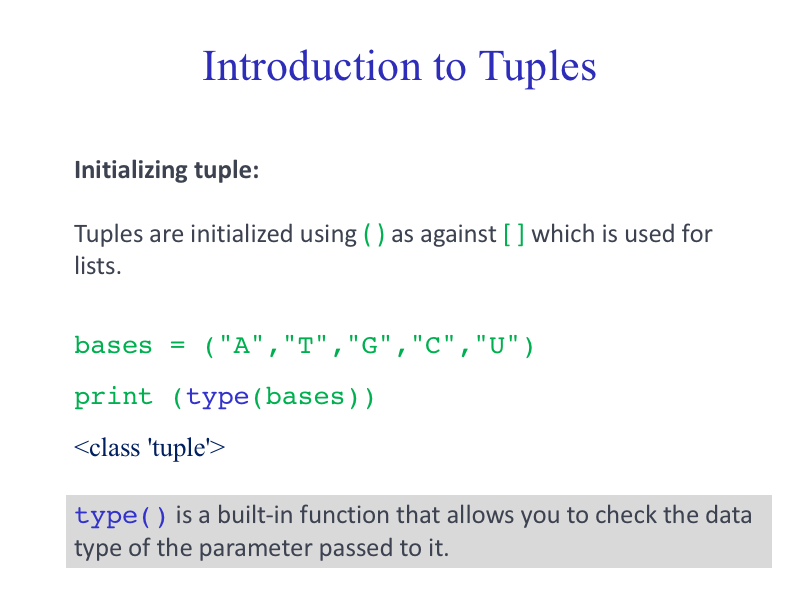 Introduction to Tuples
Initializing tuple:
Tuples are initialized using ( ) as against [ ] which is used for
lists.
bases = ("A","T","G","C","U")
print (type(bases))
<class 'tuple'>
type() is a built-in function that allows you to check the data
type of the parameter passed to it.